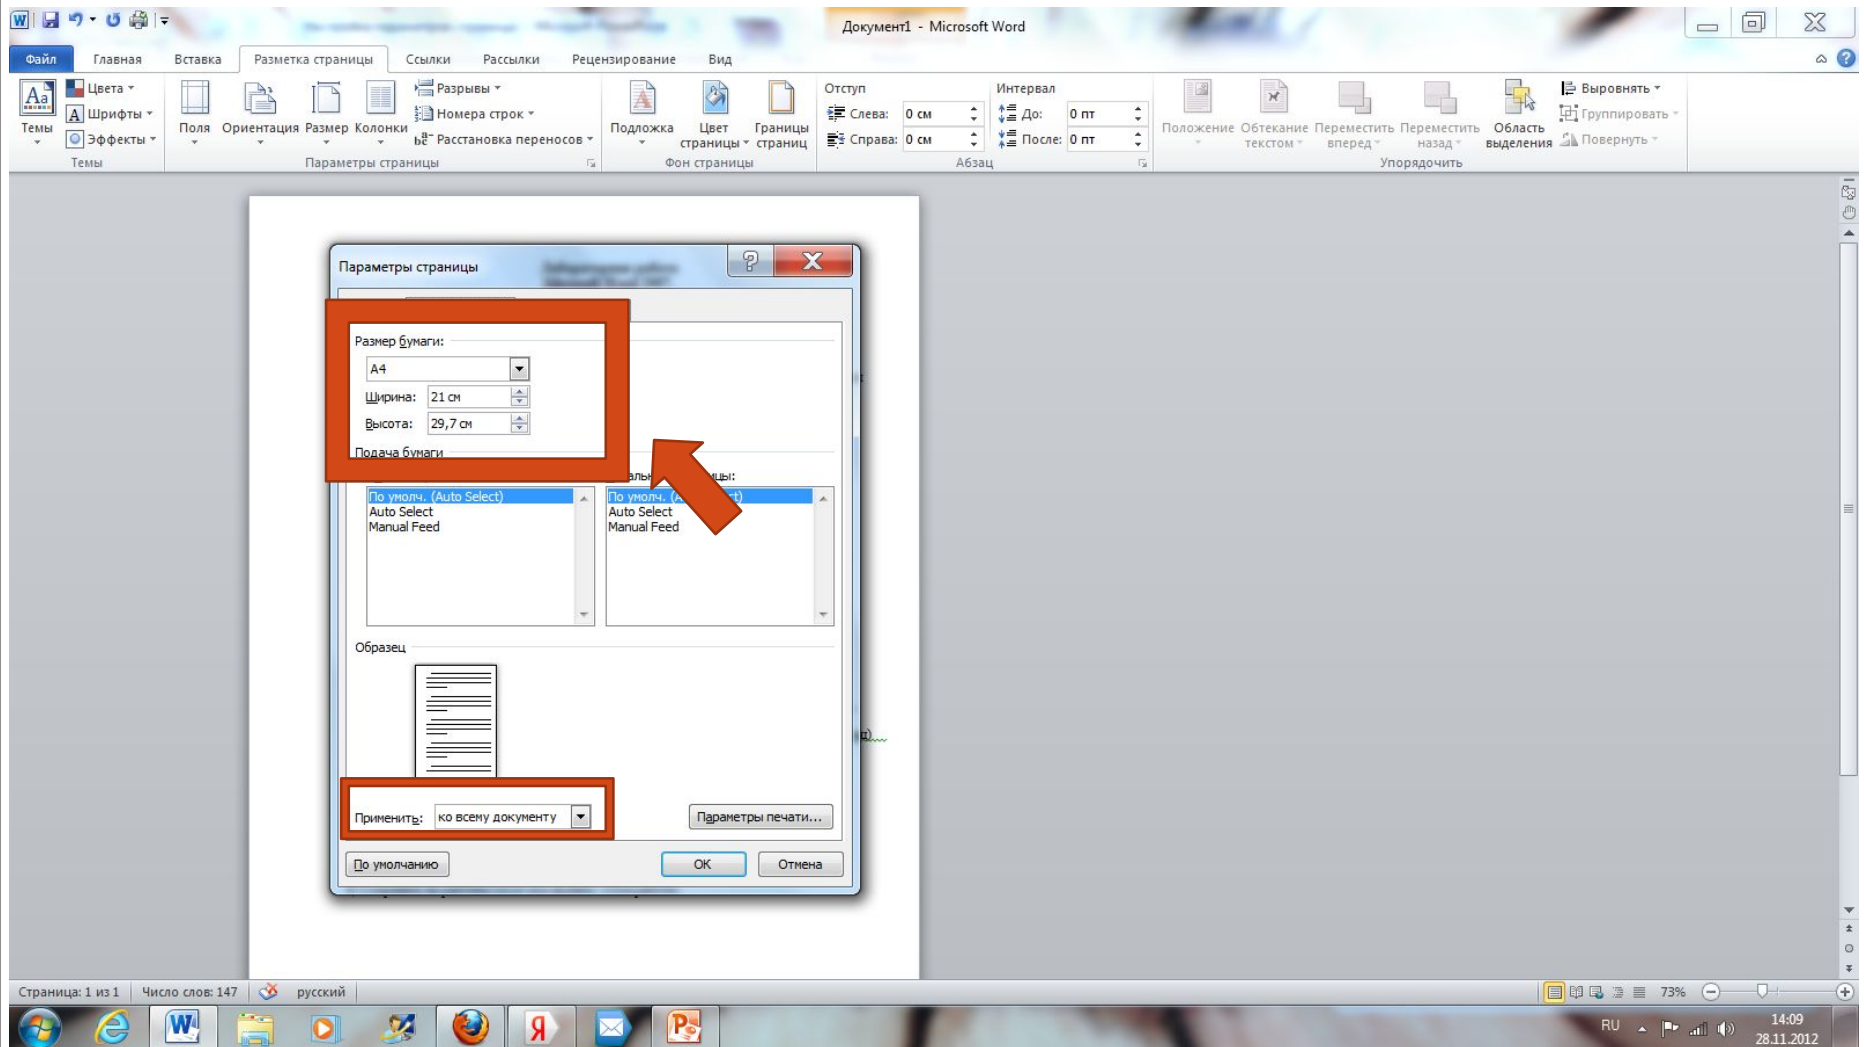 Документ1 - Microsoft Word
Файл Главная Вставка Разметка страницы Ссылки Рассылки Рецензирование Вид
Цвета
Шрифты
Эффекты
Темы
Темы
Поля Ориентация Размер Колонки
Разрывы
Номера строк
Расстановка переносов
Параметры страницы
Подложка Цвет страницы Границы страниц
Фон страницы
Отступ
Слева: 0 см
Справа: 0 см
Интервал
До: 0 пт
После: 0 пт
Абзац
Положение Обтекание текстом Переместить вперед Переместить назад Область выделения
Выровнять
Группировать
Повернуть
Упорядочить
Параметры страницы
Размер бумаги:
A4
Ширина: 21 см
Высота: 29,7 см
Подача бумаги
По умолч. (Auto Select)
Auto Select
Manual Feed
По умолч.
Auto Select
Manual Feed
Образец
Применить: ко всему документу
Параметры печати...
По умолчанию ОК Отмена
Страница: 1 из 1 Число слов: 147 русский 73%
RU 14:09
28.11.2012